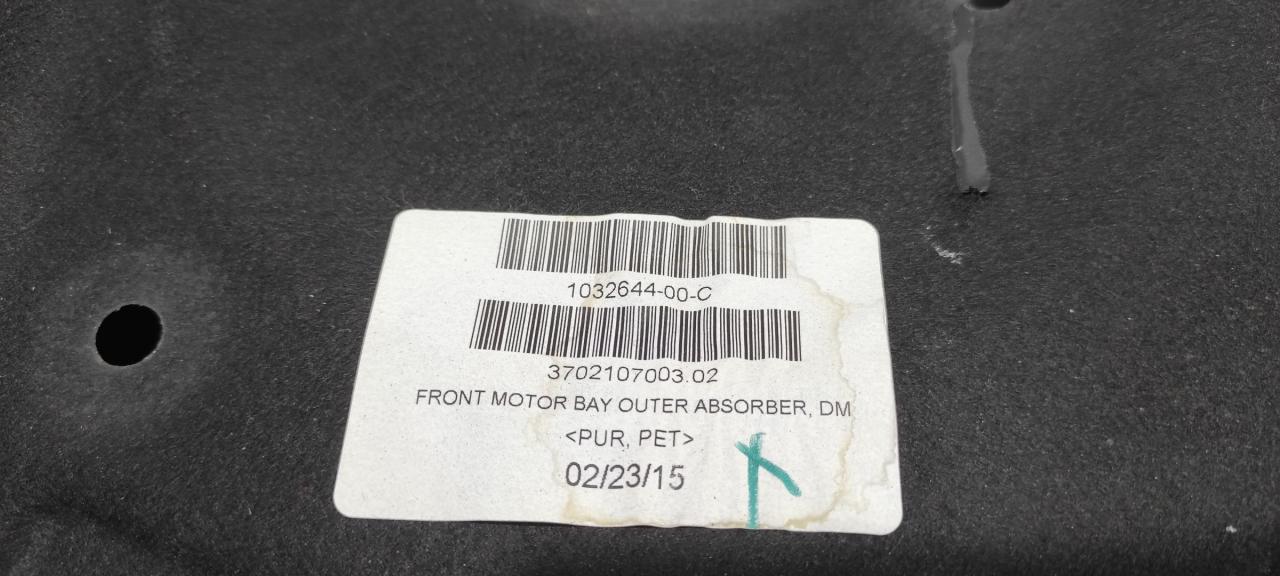 1032644-00-C
3702107003.02
FRONT MOTOR BAY OUTER ABSORBER, DM
<PUR, PET>
02/23/15